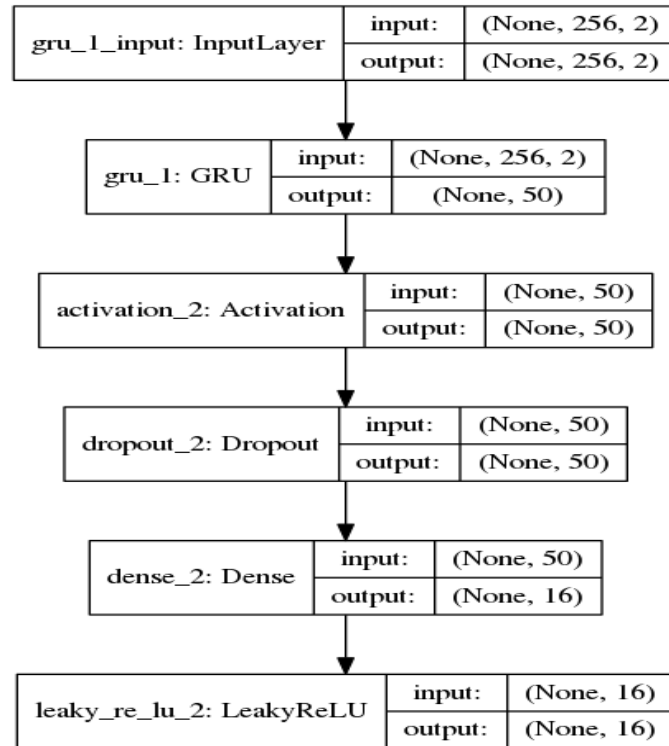 gru_1_input: InputLayer
input: (None, 256, 2)
output: (None, 256, 2)
gru_1: GRU
input: (None, 256, 2)
output: (None, 50)
activation_2: Activation
input: (None, 50)
output: (None, 50)
dropout_2: Dropout
input: (None, 50)
output: (None, 50)
dense_2: Dense
input: (None, 50)
output: (None, 16)
leaky_re_lu_2: LeakyReLU
input: (None, 16)
output: (None, 16)